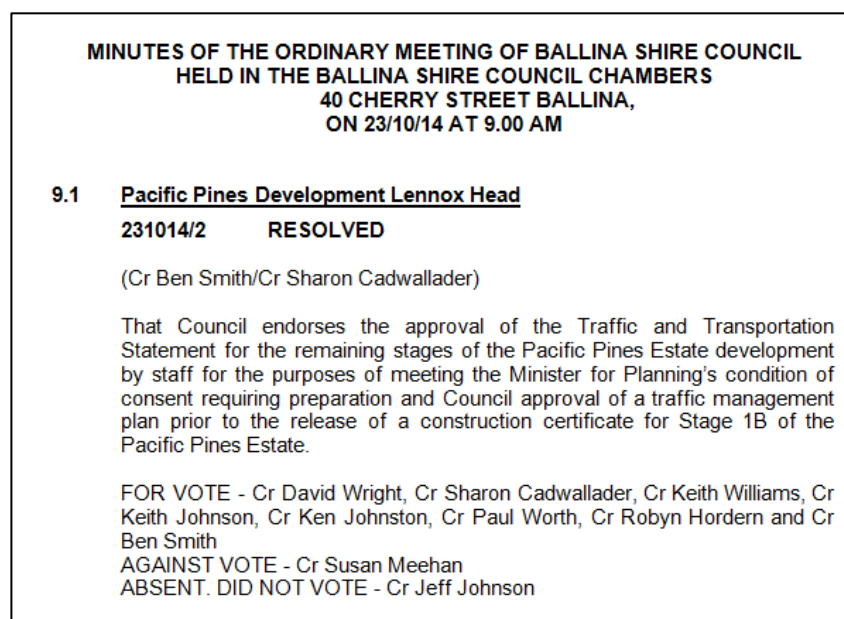 MINUTES OF THE ORDINARY MEETING OF BALLINA SHIRE COUNCIL
HELD IN THE BALLINA SHIRE COUNCIL CHAMBERS
40 CHERRY STREET BALLINA,
ON 23/10/14 AT 9.00 AM
9.1 Pacific Pines Development Lennox Head
231014/2 RESOLVED
(Cr Ben Smith/Cr Sharon Cadwallader)
That Council endorses the approval of the Traffic and Transportation
Statement for the remaining stages of the Pacific Pines Estate development
by staff for the purposes of meeting the Minister for Planning's condition of
consent requiring preparation and Council approval of a traffic management
plan prior to the release of a construction certificate for Stage 1B of the
Pacific Pines Estate.
FOR VOTE - Cr David Wright, Cr Sharon Cadwallader, Cr Keith Williams, Cr
Keith Johnson, Cr Ken Johnston, Cr Paul Worth, Cr Robyn Hordern and Cr
Ben Smith
AGAINST VOTE - Cr Susan Meehan
ABSENT. DID NOT VOTE - Cr Jeff Johnson